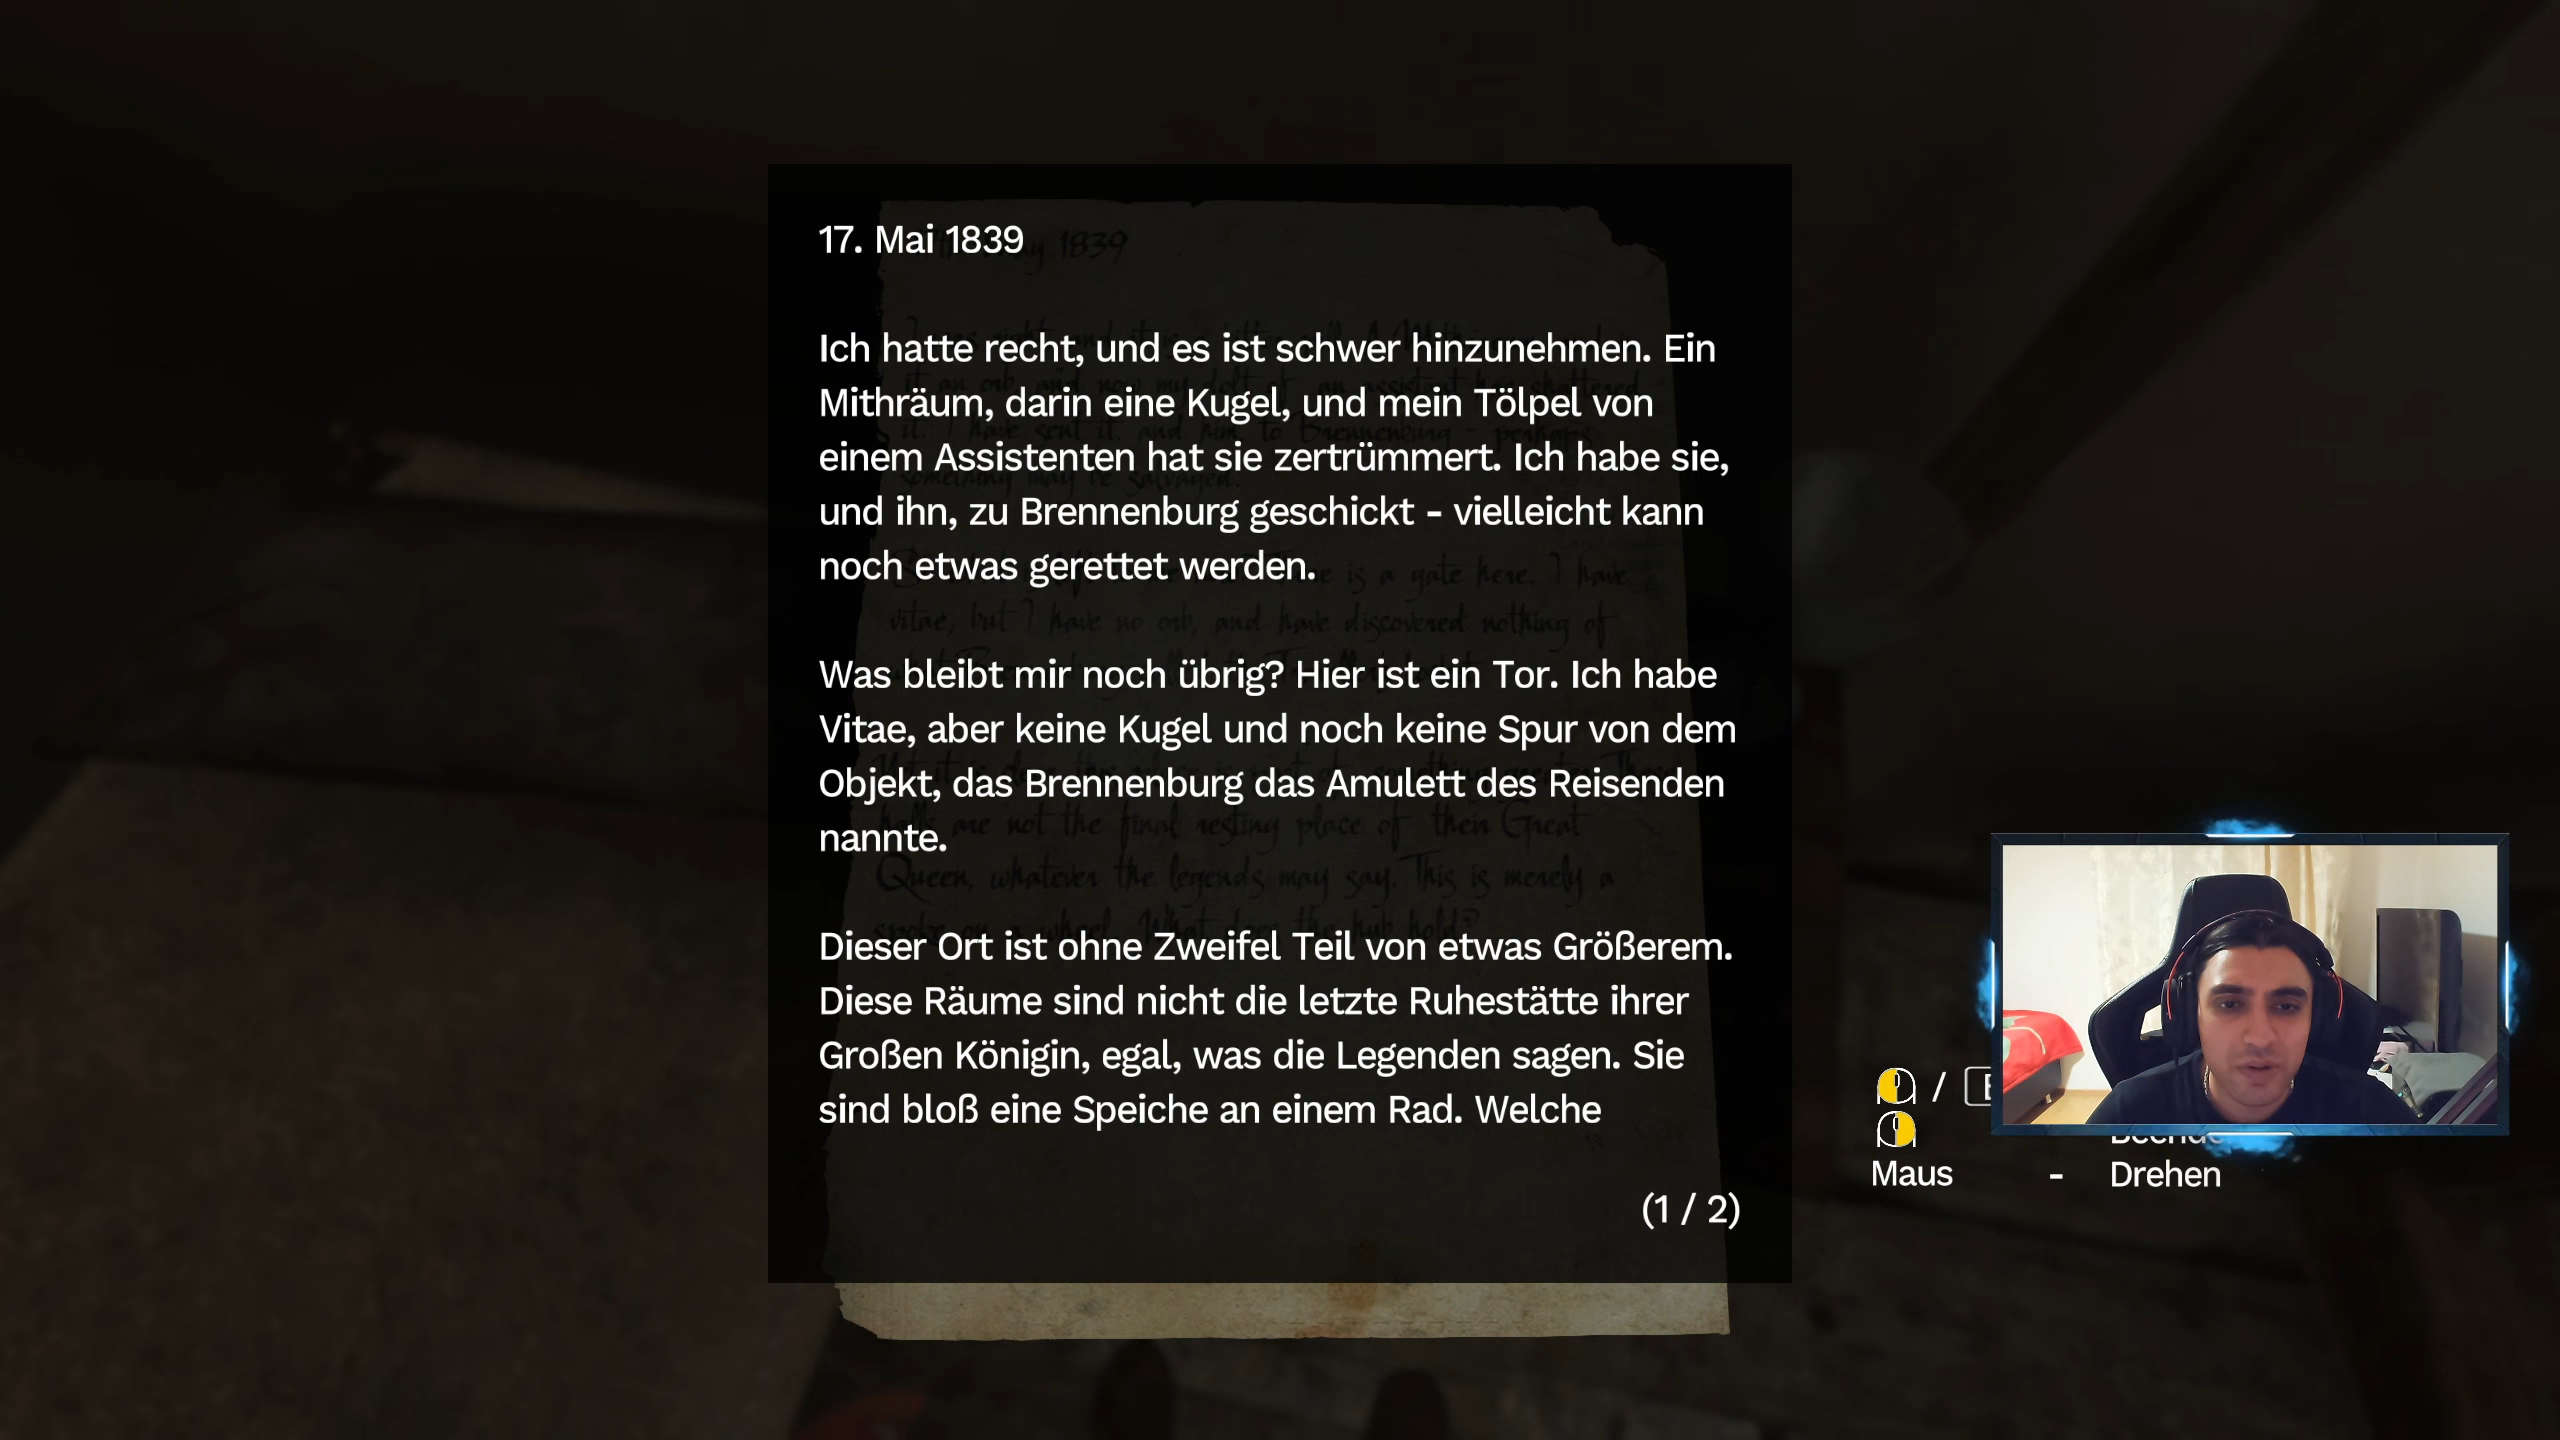 17. Mai 1839
Ich hatte recht, und es ist schwer hinzunehmen. Ein
Mithräum, darin eine Kugel, und mein Tölpel von
einem Assistenten hat sie zertrümmert. Ich habe sie,
und ihn, zu Brennenburg geschickt - vielleicht kann
noch etwas gerettet werden.
Was bleibt mir noch übrig? Hier ist ein Tor. Ich habe
Vitae, aber keine Kugel und noch keine Spur von dem
Objekt, das Brennenburg das Amulett des Reisenden
nannte.
Dieser Ort ist ohne Zweifel Teil von etwas Größerem.
Diese Räume sind nicht die letzte Ruhestätte ihrer
Großen Königin, egal, was die Legenden sagen. Sie
sind bloß eine Speiche an einem Rad. Welche
(1 / 2)
/
Maus - Drehen